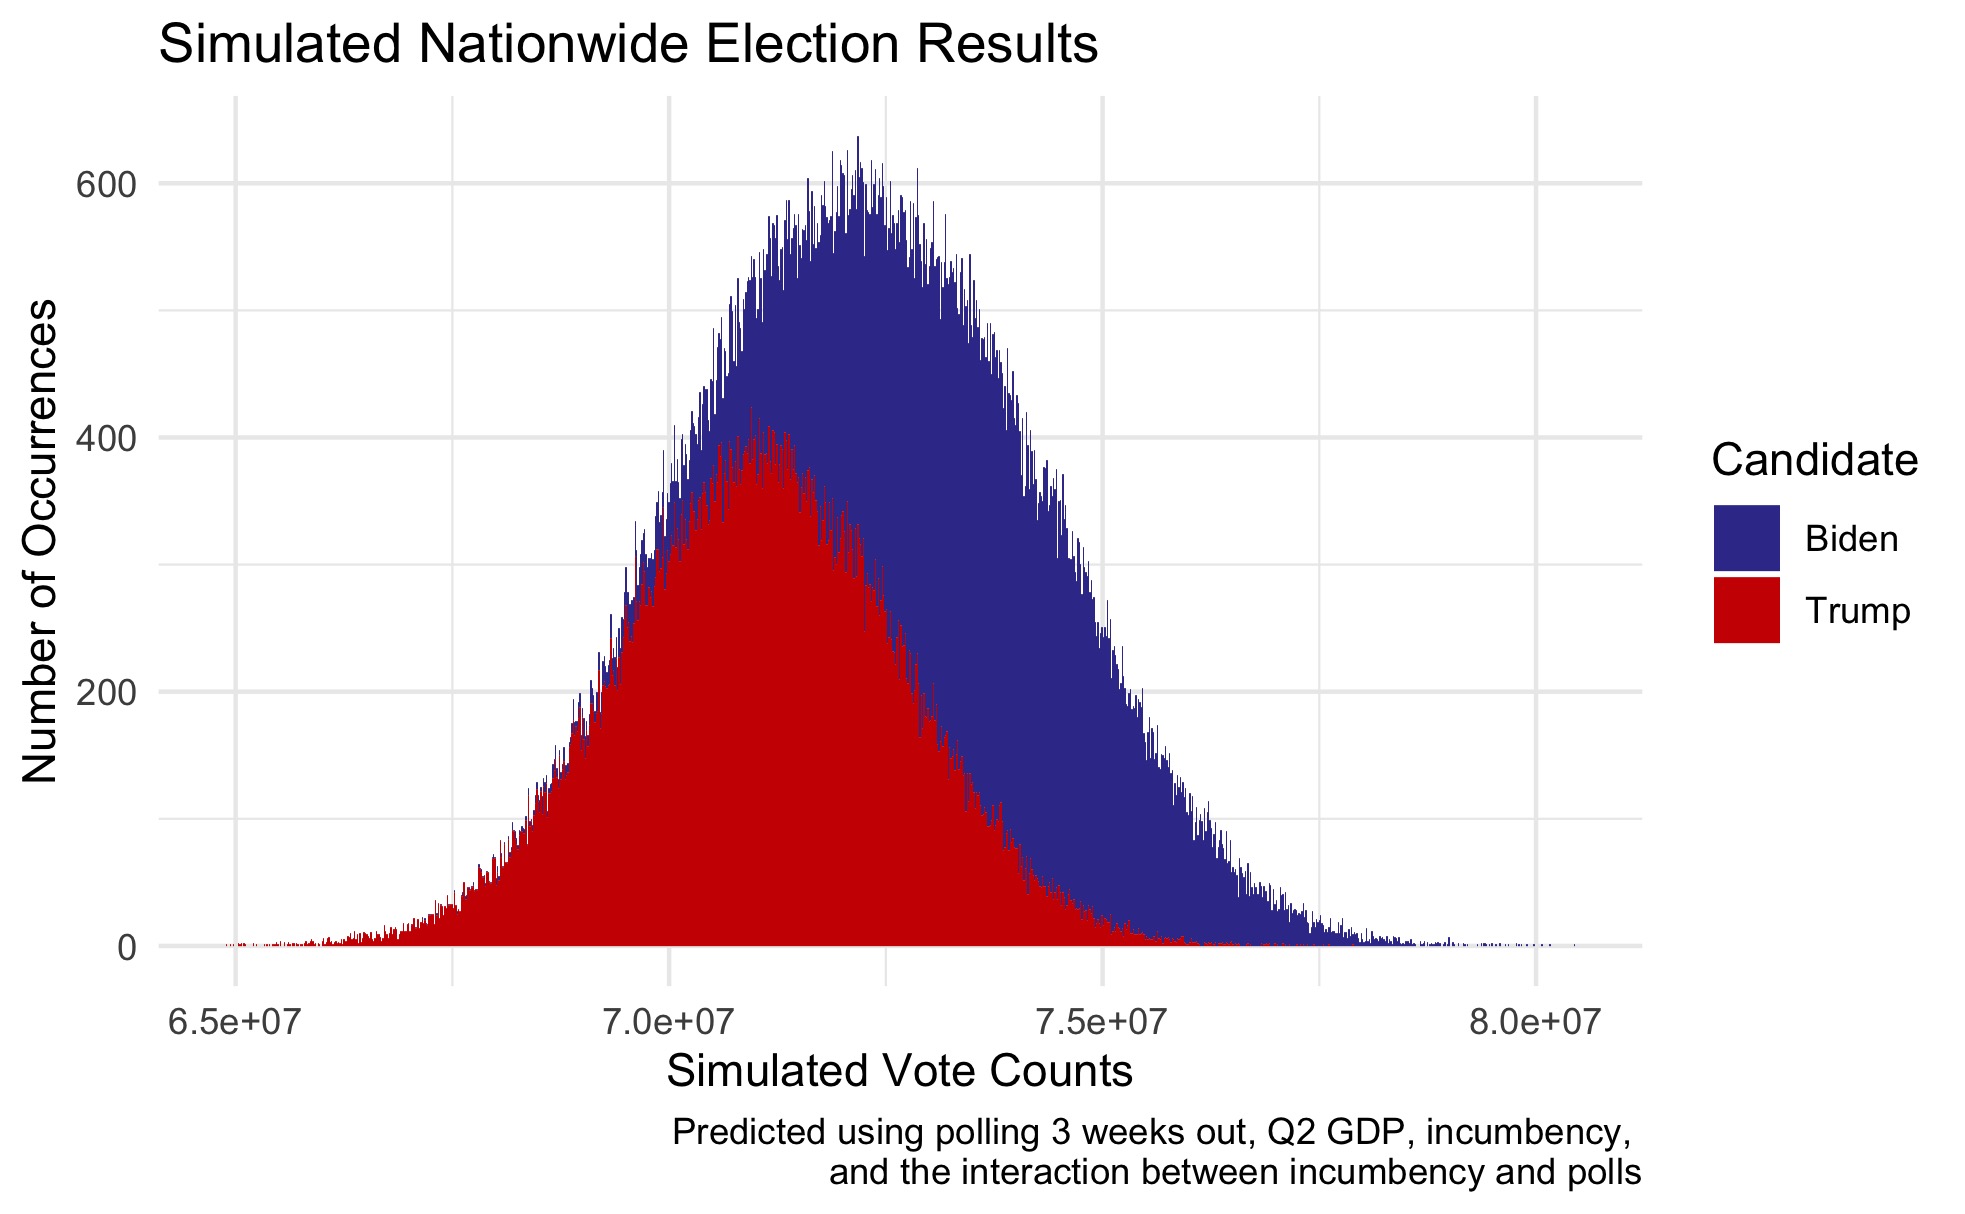 Simulated Nationwide Election Results
600
400
200
0
Number of Occurrences
6.5e+07 7.0e+07 7.5e+07 8.0e+07
Simulated Vote Counts
Candidate
Biden
Trump
Predicted using polling 3 weeks out, Q2 GDP, incumbency,
and the interaction between incumbency and polls